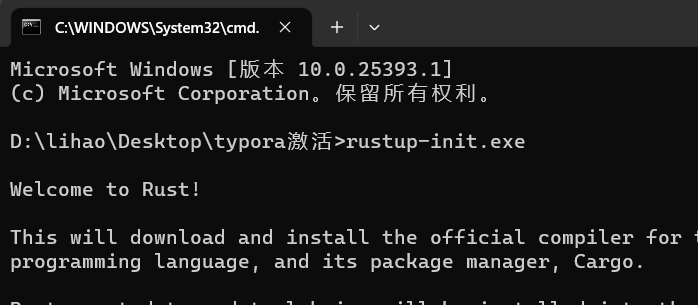 C:\WINDOWS\System32\cmd.
Microsoft Windows [版本 10.0.25393.1]
(c) Microsoft Corporation。保留所有权利。
D:\lihao\Desktop\typora激活>rustup-init.exe
Welcome to Rust!
This will download and install the official compiler for
programming language, and its package manager, Cargo.